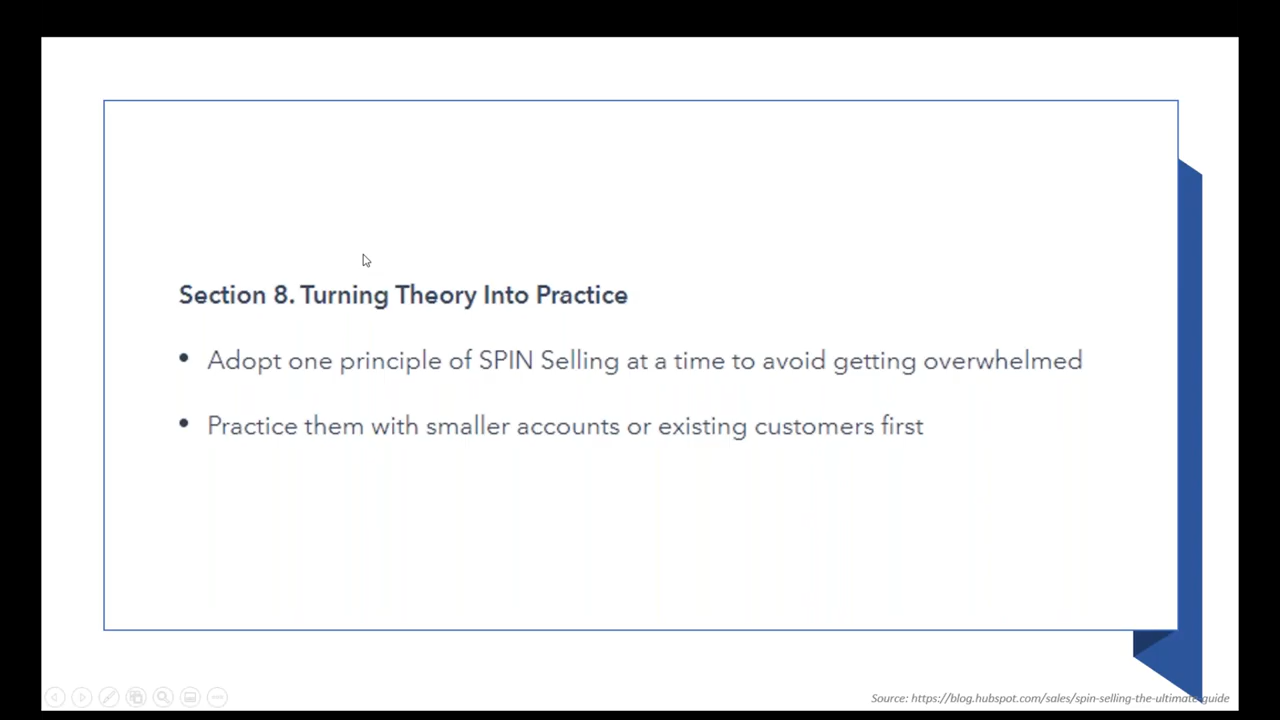 Section 8. Turning Theory Into Practice
• Adopt one principle of SPIN Selling at a time to avoid getting overwhelmed
• Practice them with smaller accounts or existing customers first
Source: https://blog.hubspot.com/sales/spin-selling-the-ultimate-guide